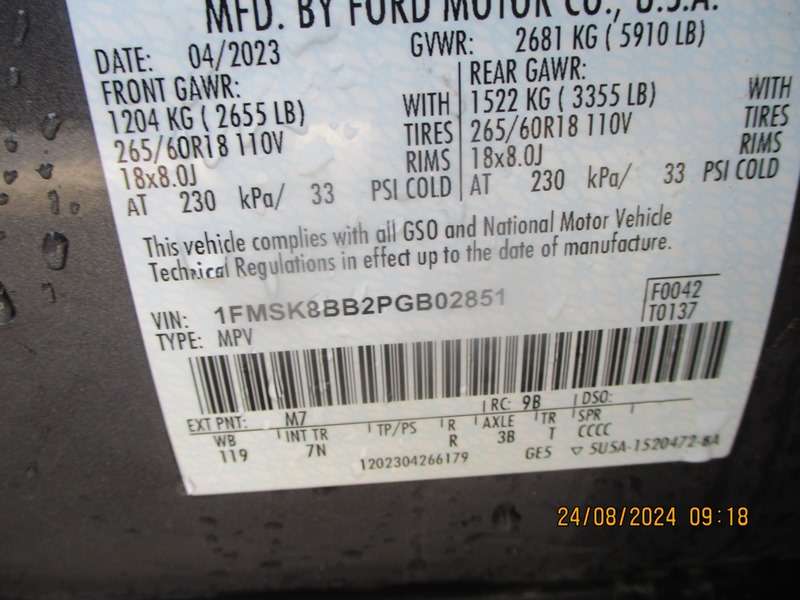 MFD. BY FORD MOTOR CO., U.S.A.
DATE: 04/2023 GVWR: 2681 KG ( 5910 LB)
FRONT GAWR:
1204 KG ( 2655 LB) WITH
265/60R18 110V TIRES
18x8.0J RIMS
AT 230 kPa/ 33 PSI COLD
REAR GAWR:
1522 KG ( 3355 LB) WITH
265/60R18 110V TIRES
18x8.0J RIMS
AT 230 kPa/ 33 PSI COLD
This vehicle complies with all GSO and National Motor Vehicle
Technical Regulations in effect up to the date of manufacture.
VIN: 1FMSK8BB2PGB02851
F0042
T0137
TYPE: MPV
EXT PNT: M7 RC: 9B DSO:
WB INT TR TP/PS R AXLE TR SPR
119 7N R 3B T CCCC
1202304266179 GES ▽ SU5A-1520472-BA
24/08/2024 09:18